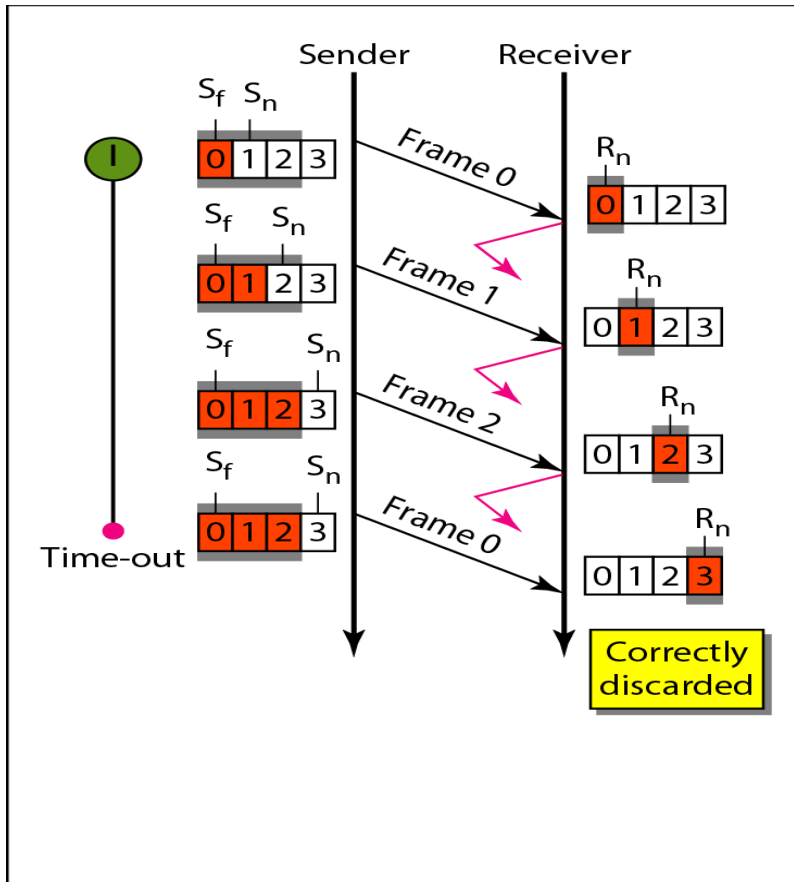 Sender Receiver
Sf Sn
I
0 1 2 3
Frame 0
Rn
0 1 2 3
Sf Sn
0 1 2 3
Frame 1
Rn
0 1 2 3
Sf Sn
0 1 2 3
Frame 2
Rn
0 1 2 3
Sf Sn
0 1 2 3
Frame 0
Time-out
Rn
0 1 2 3
Correctly
discarded